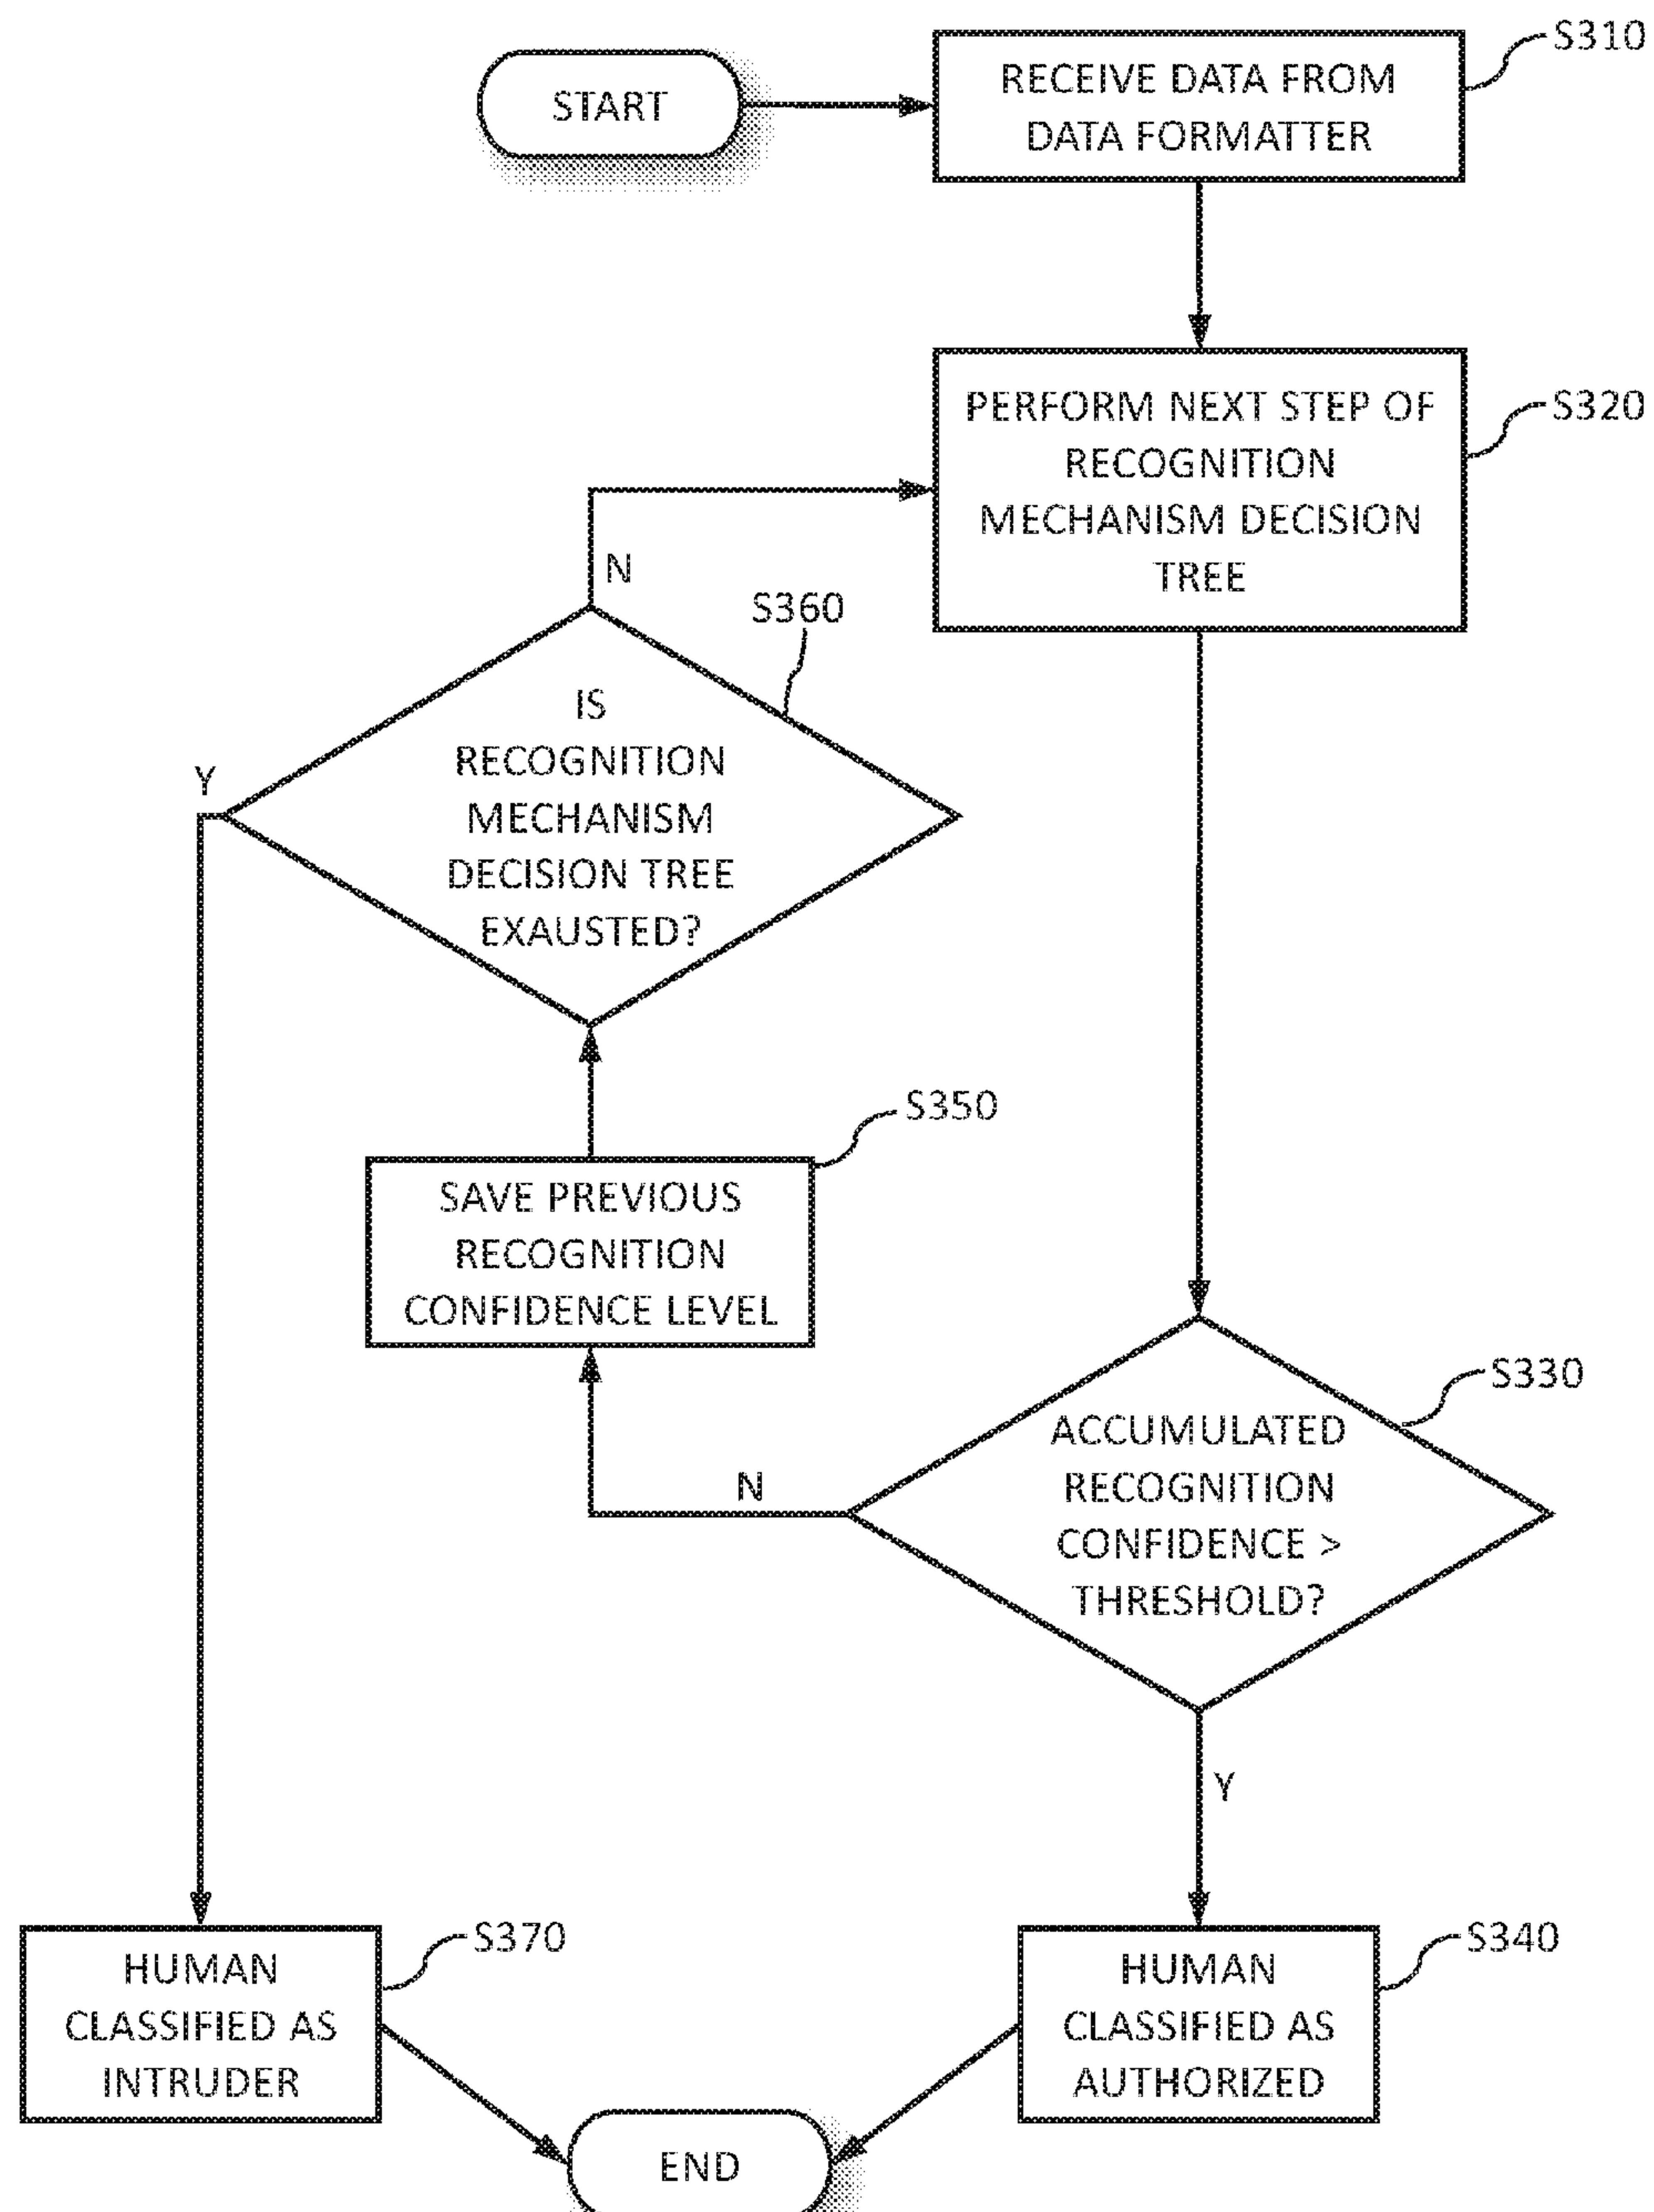 START
RECEIVE DATA FROM
DATA FORMATTER
S310
PERFORM NEXT STEP OF
RECOGNITION
MECHANISM DECISION
TREE
S320
N
S360
IS
RECOGNITION
MECHANISM
DECISION TREE
EXAUSTED?
Y
S350
SAVE PREVIOUS
RECOGNITION
CONFIDENCE LEVEL
S330
ACCUMULATED
RECOGNITION
CONFIDENCE >
THRESHOLD?
N
Y
S370
HUMAN
CLASSIFIED AS
INTRUDER
S340
HUMAN
CLASSIFIED AS
AUTHORIZED
END